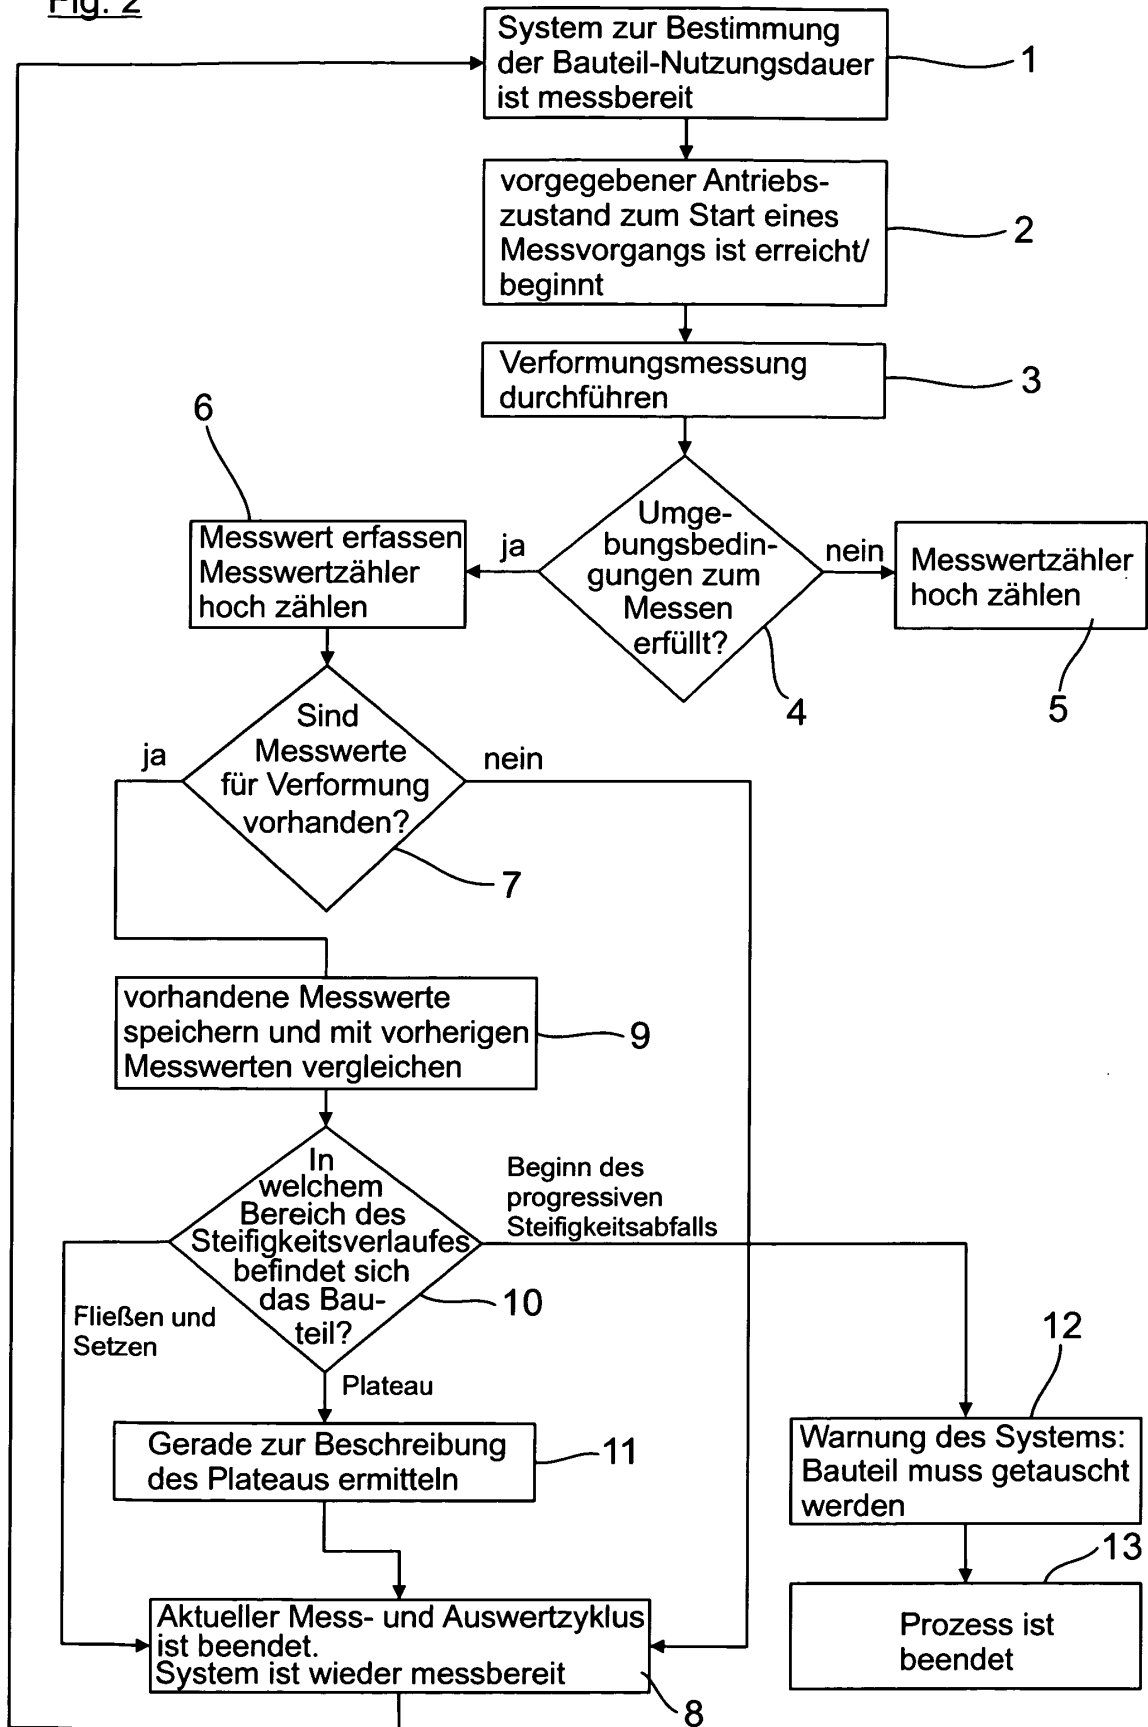 Fig. 2
System zur Bestimmung
der Bauteil-Nutzungsdauer
ist messbereit
1
vorgegebener Antriebs-
zustand zum Start eines
Messvorgangs ist erreicht/
beginnt
2
Verformungsmessung
durchführen
3
6
Messwert erfassen
Messwertzähler
hoch zählen
ja
Umge-
bungsbedin-
gungen zum
Messen
erfüllt?
nein
Messwertzähler
hoch zählen
4
5
ja
Sind
Messwerte
für Verformung
vorhanden?
nein
7
vorhandene Messwerte
speichern und mit vorherigen
Messwerten vergleichen
9
In
welchem
Bereich des
Steifigkeitsverlaufes
befindet sich
das Bau-
teil?
Beginn des
progressiven
Steifigkeitsabfalls
10
Fließen und
Setzen
Plateau
12
Gerade zur Beschreibung
des Plateaus ermitteln
11
Warnung des Systems:
Bauteil muss getauscht
werden
13
Prozess ist
beendet
Aktueller Mess- und Auswertzyklus
ist beendet.
System ist wieder messbereit
8